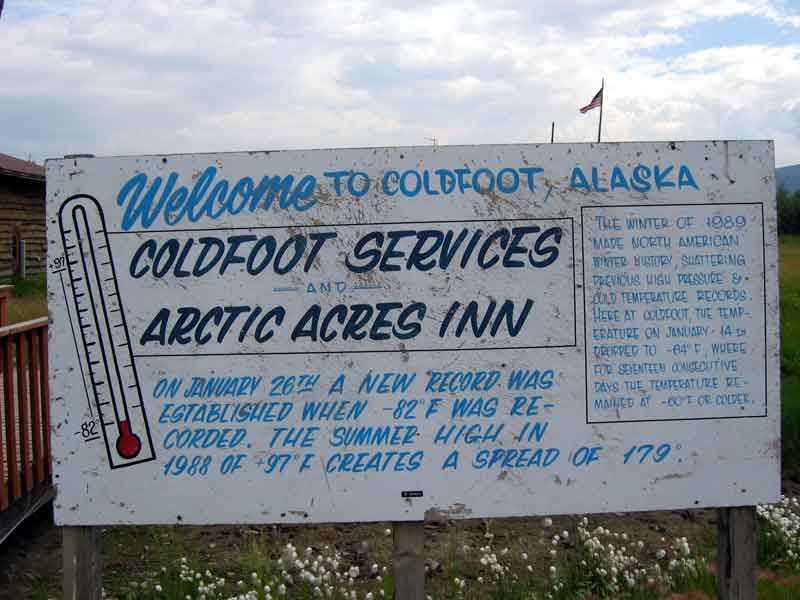 Welcome TO COLDFOOT, ALASKA
COLDFOOT SERVICES
AND
ARCTIC ACRES INN
ON JANUARY 26TH A NEW RECORD WAS
ESTABLISHED WHEN -82°F WAS RE-
CORDED. THE SUMMER HIGH IN
1988 OF +97°F CREATES A SPREAD OF 179°
THE WINTER OF 1989
MADE NORTH AMERICAN
WINTER HISTORY, SHATTERING
PREVIOUS HIGH PRESSURE &
COLD TEMPERATURE RECORDS.
HERE AT COLDFOOT, THE TEMP-
ERATURE ON JANUARY 14TH
DROPPED TO -64°F, WHERE
FOR SEVENTEEN CONSECUTIVE
DAYS THE TEMPERATURE RE-
MAINED AT -60°F OR COLDER.
+97
-82°